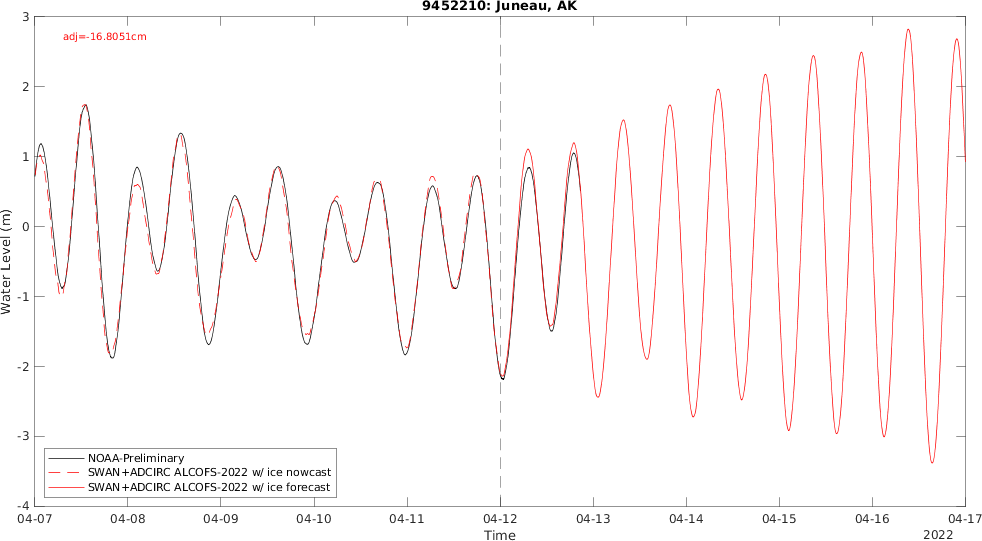 9452210: Juneau, AK
adj=-16.8051cm
Water Level (m)
3
2
1
0
-1
-2
-3
-4
NOAA-Preliminary
SWAN+ADCIRC ALCOFS-2022 w/ ice nowcast
SWAN+ADCIRC ALCOFS-2022 w/ ice forecast
04-07 04-08 04-09 04-10 04-11 04-12 04-13 04-14 04-15 04-16 04-17
Time
2022